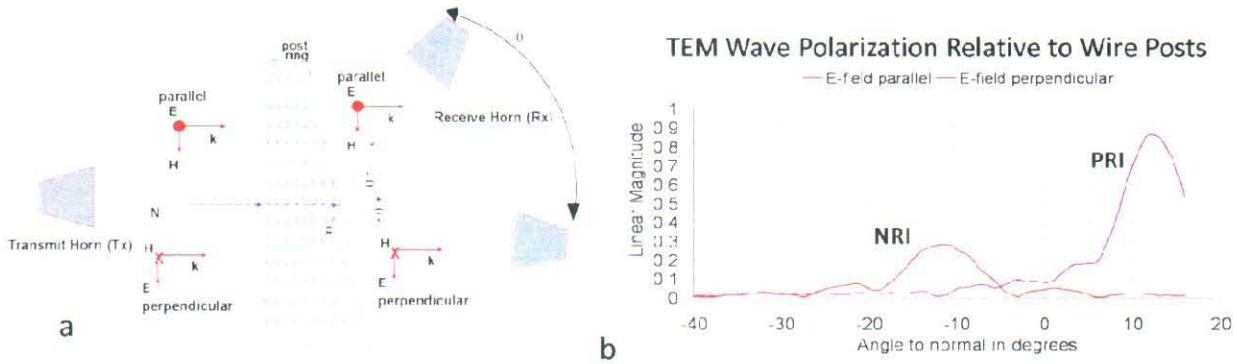 post
ring
θ
parallel
E
k
H
parallel
E
k
H
Receive Horn (Rx)
N
Transmit Horn (Tx)
H
k
E
perpendicular
H
k
E
perpendicular
a
TEM Wave Polarization Relative to Wire Posts
E-field parallel
E-field perpendicular
Linear Magnitude
1
0.9
0.8
0.7
0.6
0.5
0.4
0.3
0.2
0.1
0
NRI
PRI
-40
-30
-20
-10
0
10
20
Angle to normal in degrees
b